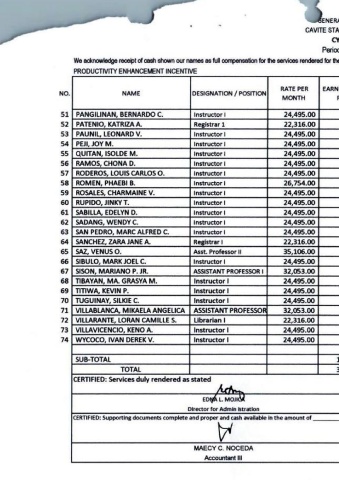 GENERA
CAVITE STA
CY
Period
We acknowledge receipt of cash shown our names as full compensation for the services rendered for the
PRODUCTIVITY ENHANCEMENT INCENTIVE
NO. NAME DESIGNATION / POSITION RATE PER MONTH EARN
51 PANGILINAN, BERNARDO C. Instructor I 24,495.00
52 PATENIO, KATRIZA A. Registrar 1 22,316.00
53 PAUNIL, LEONARD V. Instructor I 24,495.00
54 PEJI, JOY M. Instructor I 24,495.00
55 QUITAN, ISOLDE M. Instructor I 24,495.00
56 RAMOS, CHONA D. Instructor I 24,495.00
57 RODEROS, LOUIS CARLOS O. Instructor I 24,495.00
58 ROMEN, PHAEBI B. Instructor I 26,754.00
59 ROSALES, CHARMAINE V. Instructor I 24,495.00
60 RUPIDO, JINKY T. Instructor I 24,495.00
61 SABILLA, EDELYN D. Instructor I 24,495.00
62 SADANG, WENDY C. Instructor I 24,495.00
63 SAN PEDRO, MARC ALFRED C. Instructor I 24,495.00
64 SANCHEZ, ZARA JANE A. Registrar I 22,316.00
65 SAZ, VENUS O. Asst. Professor II 35,106.00
66 SIBULO, MARK JOEL C. Instructor I 24,495.00
67 SISON, MARIANO P. JR. ASSISTANT PROFESSOR I 32,053.00
68 TIBAYAN, MA. GRASYA M. Instructor I 24,495.00
69 TITIWA, KEVIN P. Instructor I 24,495.00
70 TUGUINAY, SILKIE C. Instructor I 24,495.00
71 VILLABLANCA, MIKAELA ANGELICA ASSISTANT PROFESSOR 32,053.00
72 VILLARANTE, LORAN CAMILLE S. Librarian I 22,316.00
73 VILLAVICENCIO, KENO A. Instructor I 24,495.00
74 WYCOCO, IVAN DEREK V. Instructor I 24,495.00
SUB-TOTAL 1
TOTAL 3
CERTIFIED: Services duly rendered as stated
EDNA L. MOJICA
Director for Admin istration
CERTIFIED: Supporting documents complete and proper and cash available in the amount of
MAECY C. NOCEDA
Accountant III